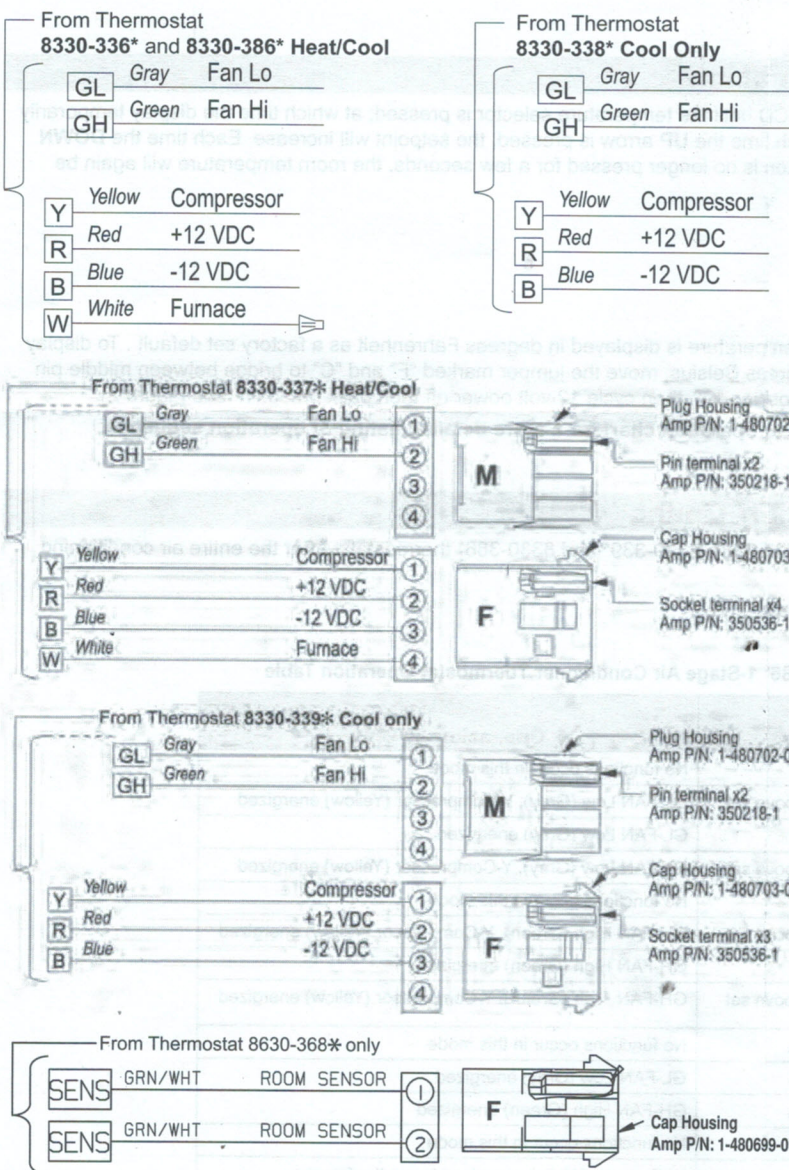 From Thermostat
8330-336* and 8330-386* Heat/Cool
GL Gray Fan Lo
GH Green Fan Hi
Y Yellow Compressor
R Red +12 VDC
B Blue -12 VDC
W White Furnace
From Thermostat
8330-338* Cool Only
GL Gray Fan Lo
GH Green Fan Hi
Y Yellow Compressor
R Red +12 VDC
B Blue -12 VDC
From Thermostat 8330-337* Heat/Cool
GL Gray Fan Lo 1
GH Green Fan Hi 2
3
4
M
Plug Housing
Amp P/N: 1-480702
Pin terminal x2
Amp P/N: 350218-1
Y Yellow Compressor 1
R Red +12 VDC 2
B Blue -12 VDC 3
W White Furnace 4
F
Cap Housing
Amp P/N: 1-480703
Socket terminal x4
Amp P/N: 350536-1
From Thermostat 8330-339* Cool only
GL Gray Fan Lo 1
GH Green Fan Hi 2
3
4
M
Plug Housing
Amp P/N: 1-480702-0
Pin terminal x2
Amp P/N: 350218-1
Y Yellow Compressor 1
R Red +12 VDC 2
B Blue -12 VDC 3
4
F
Cap Housing
Amp P/N: 1-480703-0
Socket terminal x3
Amp P/N: 350536-1
From Thermostat 8630-368* only
SENS GRN/WHT ROOM SENSOR 1
SENS GRN/WHT ROOM SENSOR 2
F
Cap Housing
Amp P/N: 1-480699-0